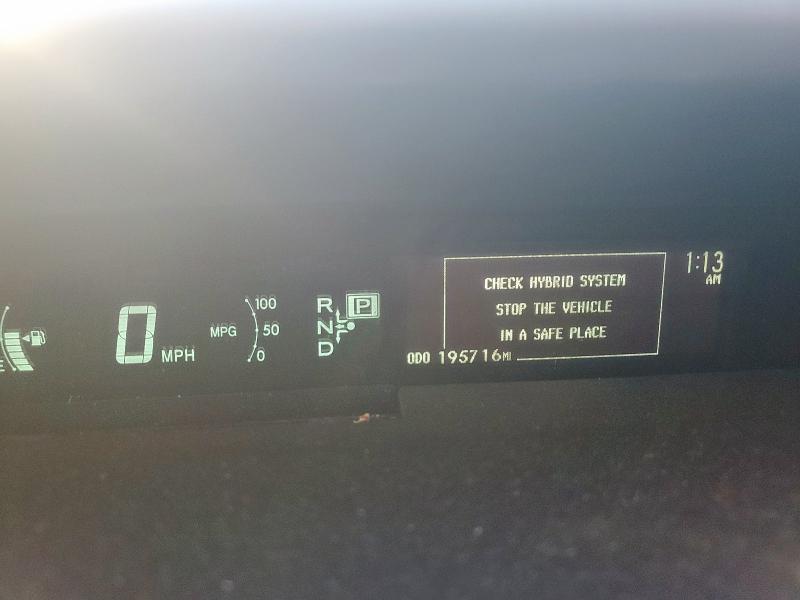 CHECK HYBRID SYSTEM
STOP THE VEHICLE
IN A SAFE PLACE
1:13
AM
ODO 195716MI
0 MPH
MPG
100
50
0
R
N
D
P
E